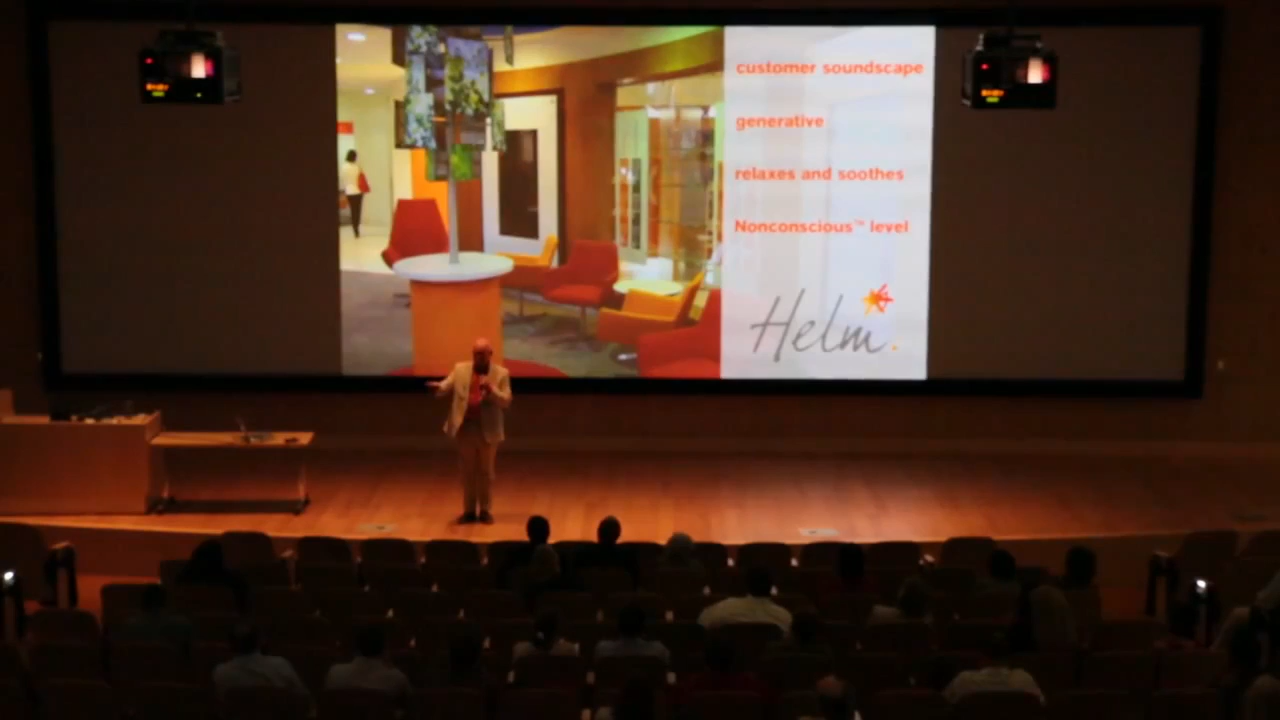 customer soundscape
generative
relaxes and soothes
Nonconscious™ level
Helm.